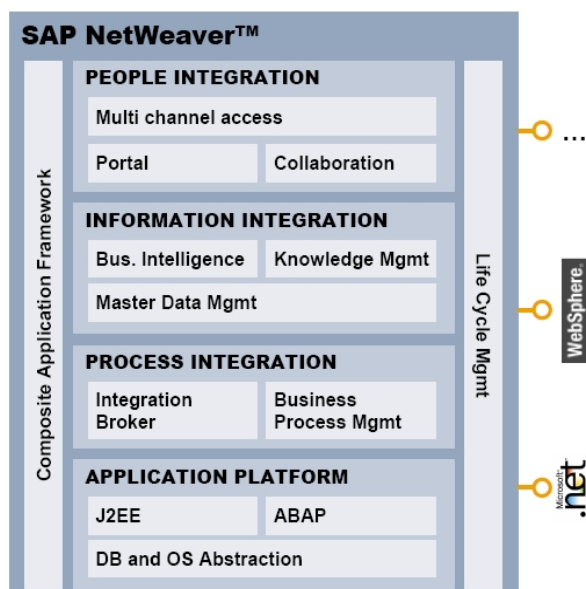 SAP NetWeaver™
Composite Application Framework
PEOPLE INTEGRATION
Multi channel access
Portal
Collaboration
INFORMATION INTEGRATION
Bus. Intelligence
Knowledge Mgmt
Master Data Mgmt
PROCESS INTEGRATION
Integration
Broker
Business
Process Mgmt
APPLICATION PLATFORM
J2EE
ABAP
DB and OS Abstraction
Life Cycle Mgmt
...
WebSphere.
Microsoft
.net